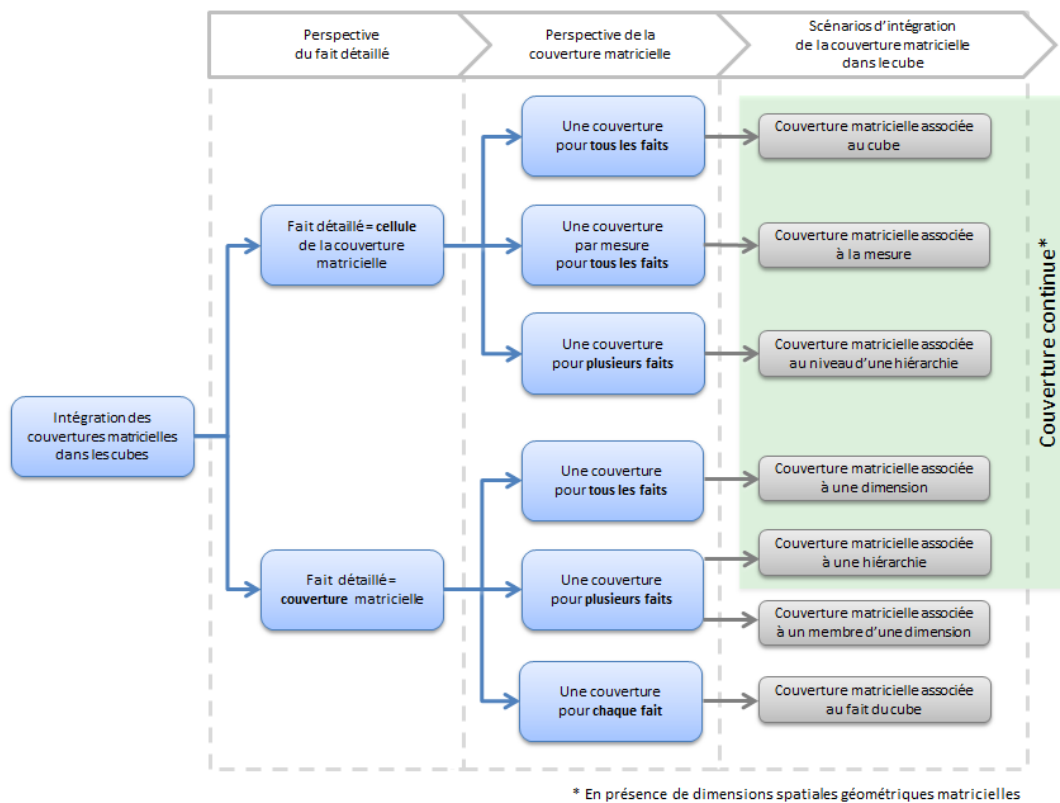 Perspective
du fait détaillé
Perspective de la
couverture matricielle
Scénarios d'intégration
de la couverture matricielle
dans le cube
Intégration des
couvertures matricielles
dans les cubes
Fait détaillé = cellule
de la couverture
matricielle
Fait détaillé =
couverture matricielle
Une couverture
pour tous les faits
Une couverture
par mesure
pour tous les faits
Une couverture
pour plusieurs faits
Une couverture
pour tous les faits
Une couverture
pour plusieurs faits
Une couverture
pour chaque fait
Couverture matricielle associée
au cube
Couverture matricielle associée
à la mesure
Couverture matricielle associée
au niveau d'une hiérarchie
Couverture matricielle associée
à une dimension
Couverture matricielle associée
à une hiérarchie
Couverture matricielle associée
à un membre d'une dimension
Couverture matricielle associée
au fait du cube
Couverture continue*
* En présence de dimensions spatiales géométriques matricielles